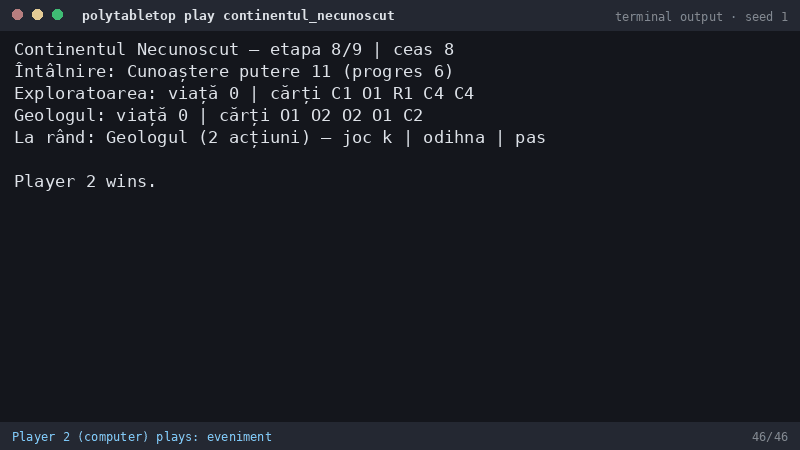 polytabletop play continentul_necunoscut
terminal output · seed 1
Continentul Necunoscut — etapa 8/9 | ceas 8
Întâlnire: Cunoaștere putere 11 (progres 6)
Exploratoarea: viață 0 | cărți C1 O1 R1 C4 C4
Geologul: viață 0 | cărți O1 O2 O2 O1 C2
La rând: Geologul (2 acțiuni) — joc k | odihna | pas
Player 2 wins.
Player 2 (computer) plays: eveniment
46/46